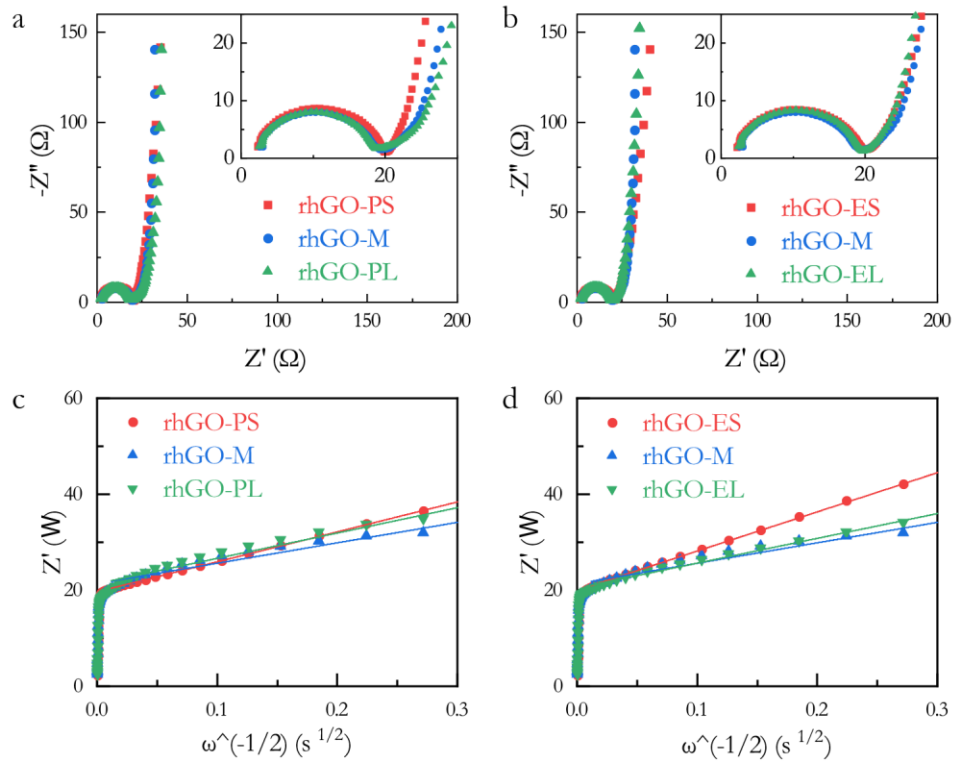 a
150
100
50
0
-Z" (Ω)
20
10
0
0
20
rhGO-PS
rhGO-M
rhGO-PL
0
50
100
150
200
Z' (Ω)
b
150
100
50
0
-Z" (Ω)
20
10
0
0
20
rhGO-ES
rhGO-M
rhGO-EL
0
50
100
150
200
Z' (Ω)
c
60
40
20
0
Z' (W)
rhGO-PS
rhGO-M
rhGO-PL
0.0
0.1
0.2
0.3
ω^(-1/2) (s 1/2)
d
60
40
20
0
Z' (W)
rhGO-ES
rhGO-M
rhGO-EL
0.0
0.1
0.2
0.3
ω^(-1/2) (s 1/2)